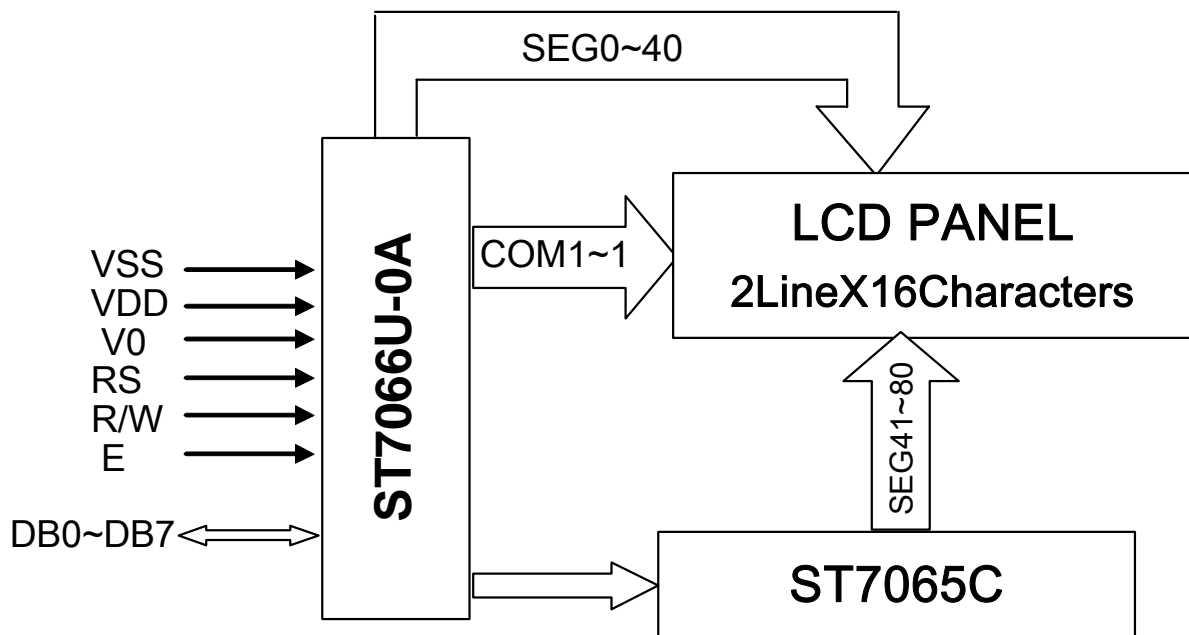 SEG0~40
LCD PANEL
2LineX16Characters
COM1~1
ST7066U-0A
VSS
VDD
V0
RS
R/W
E
DB0~DB7
SEG41~80
ST7065C